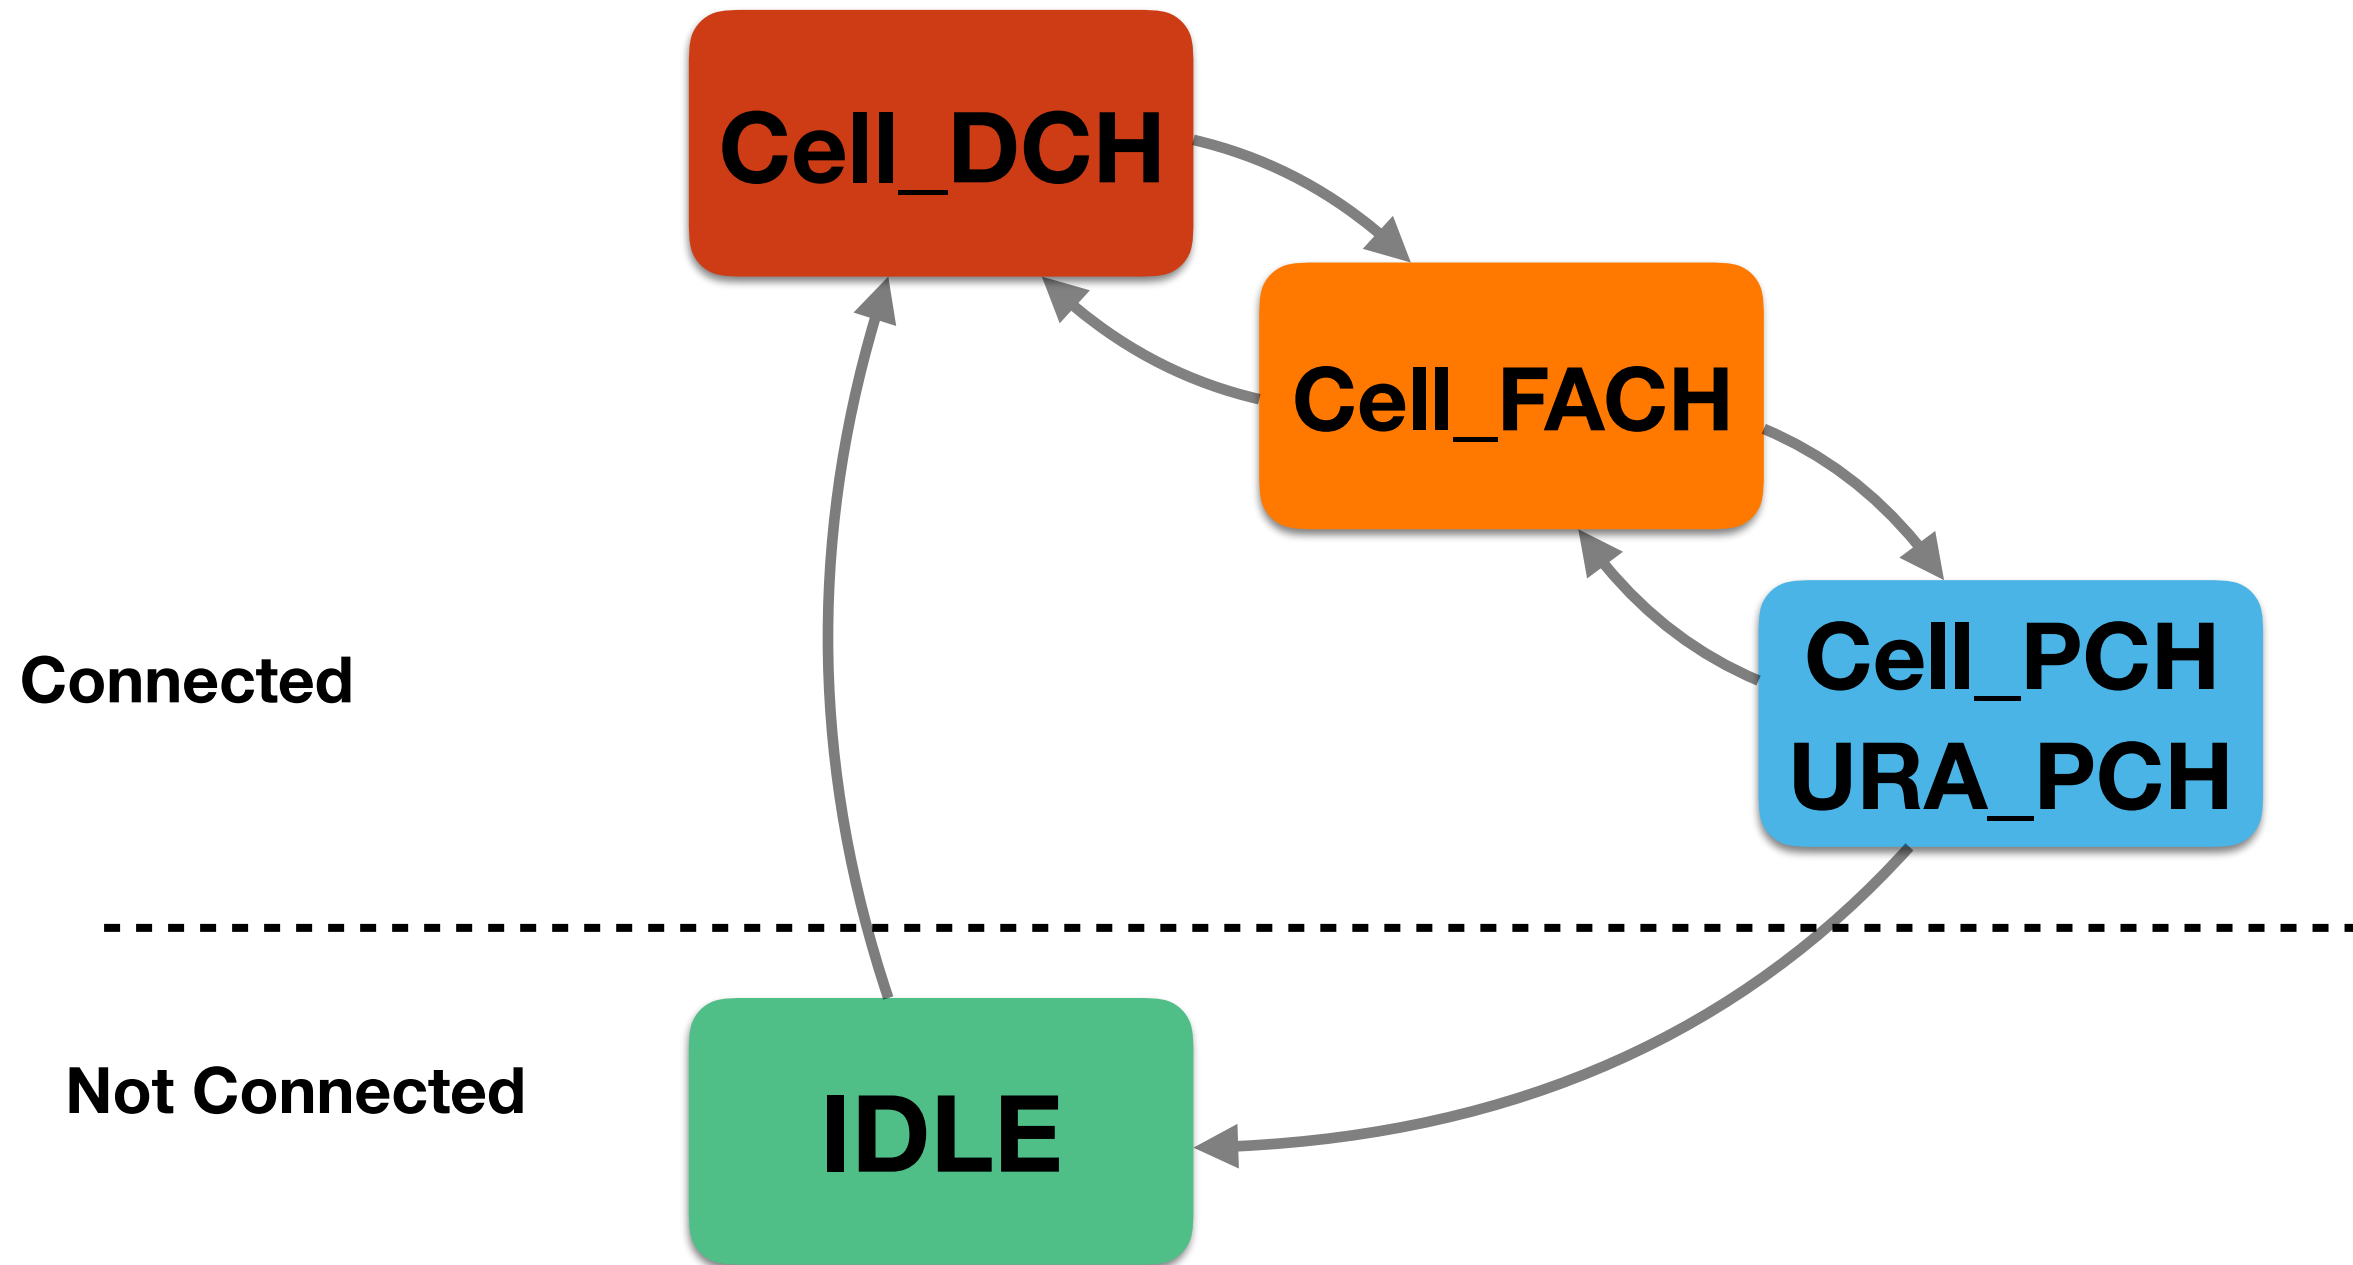 Cell_DCH
Cell_FACH
Cell_PCH
URA_PCH
Connected
Not Connected
IDLE